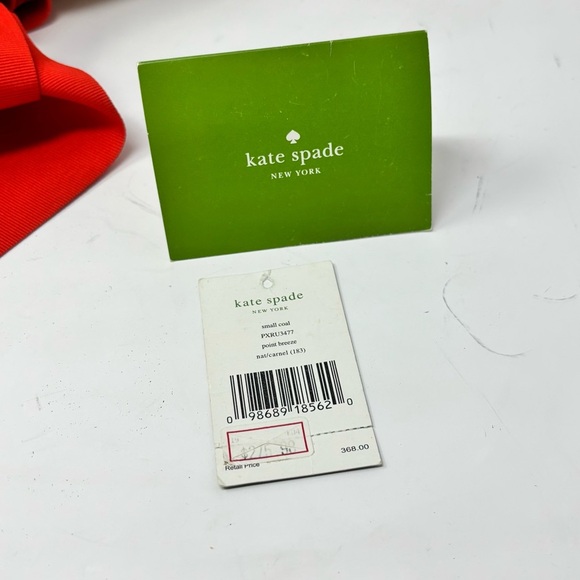 kate spade
NEW YORK
kate spade
NEW YORK
small coal
PXRU3477
point breeze
nat/carnel (183)
0 98689 18562 0
Retail Price
368.00